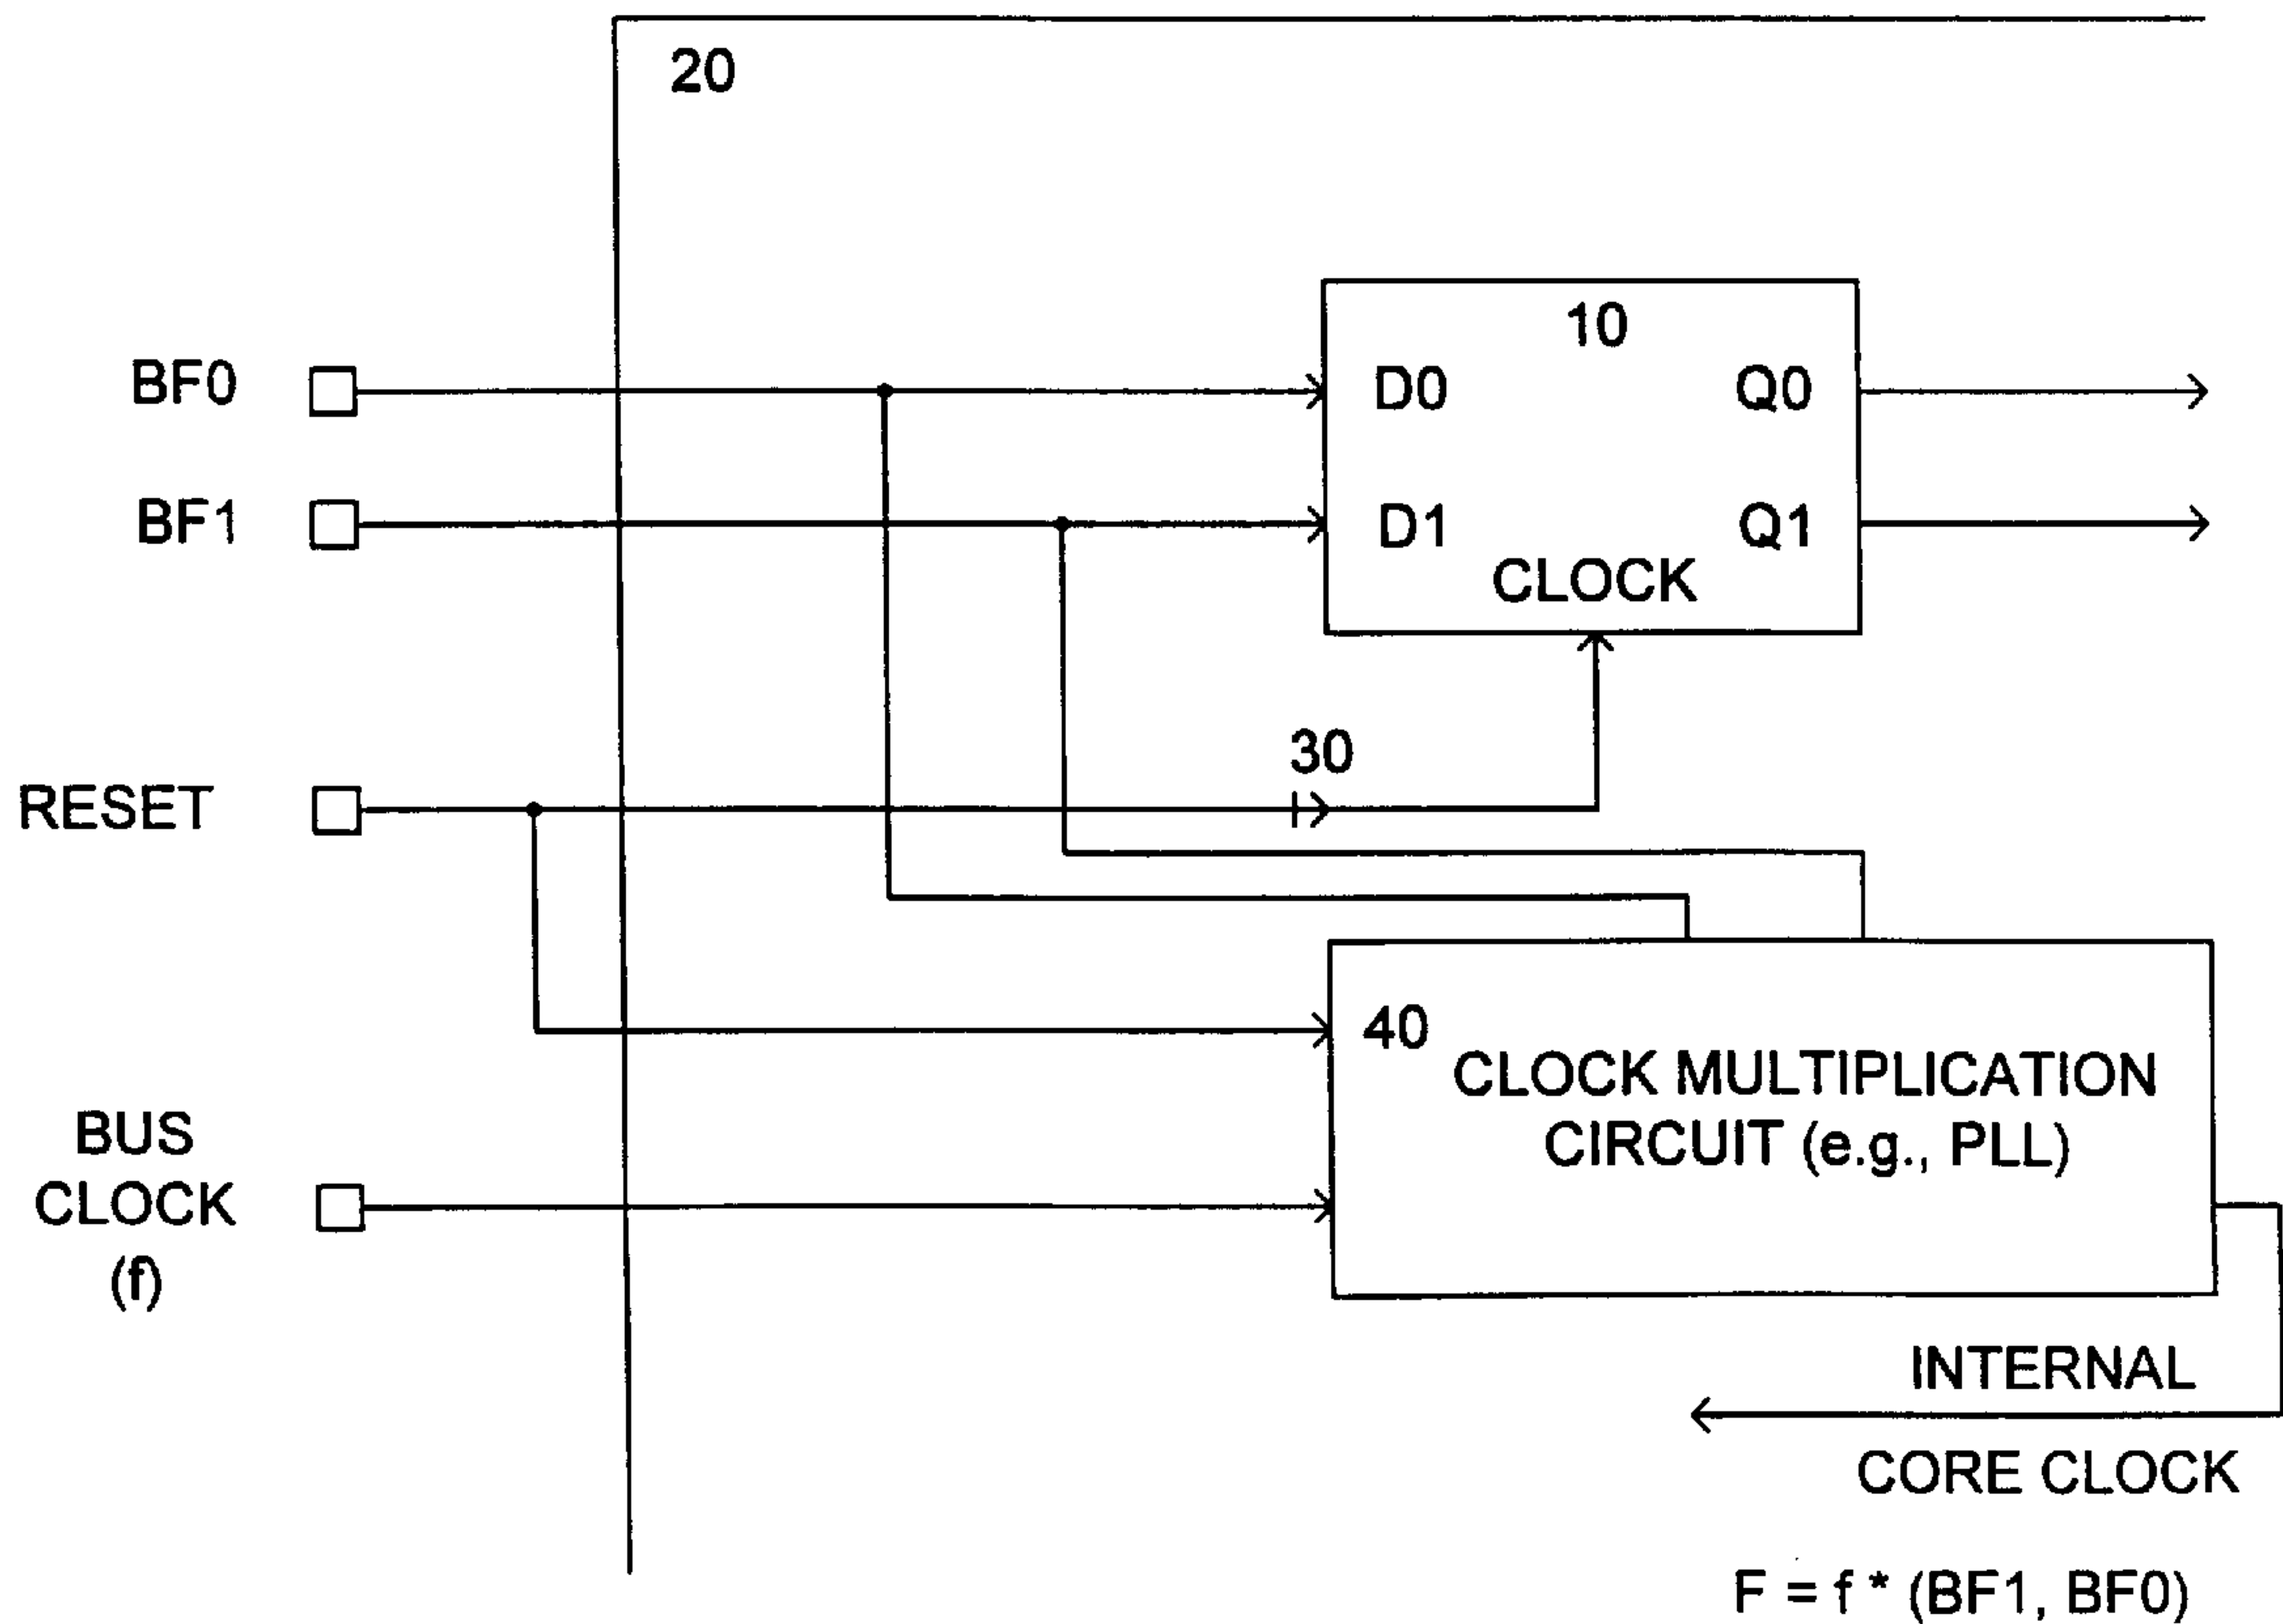 20
10
BF0
D0
Q0
BF1
D1
Q1
CLOCK
30
RESET
40
CLOCK MULTIPLICATION
CIRCUIT (e.g., PLL)
BUS
CLOCK
(f)
INTERNAL
CORE CLOCK
F = f * (BF1, BF0)